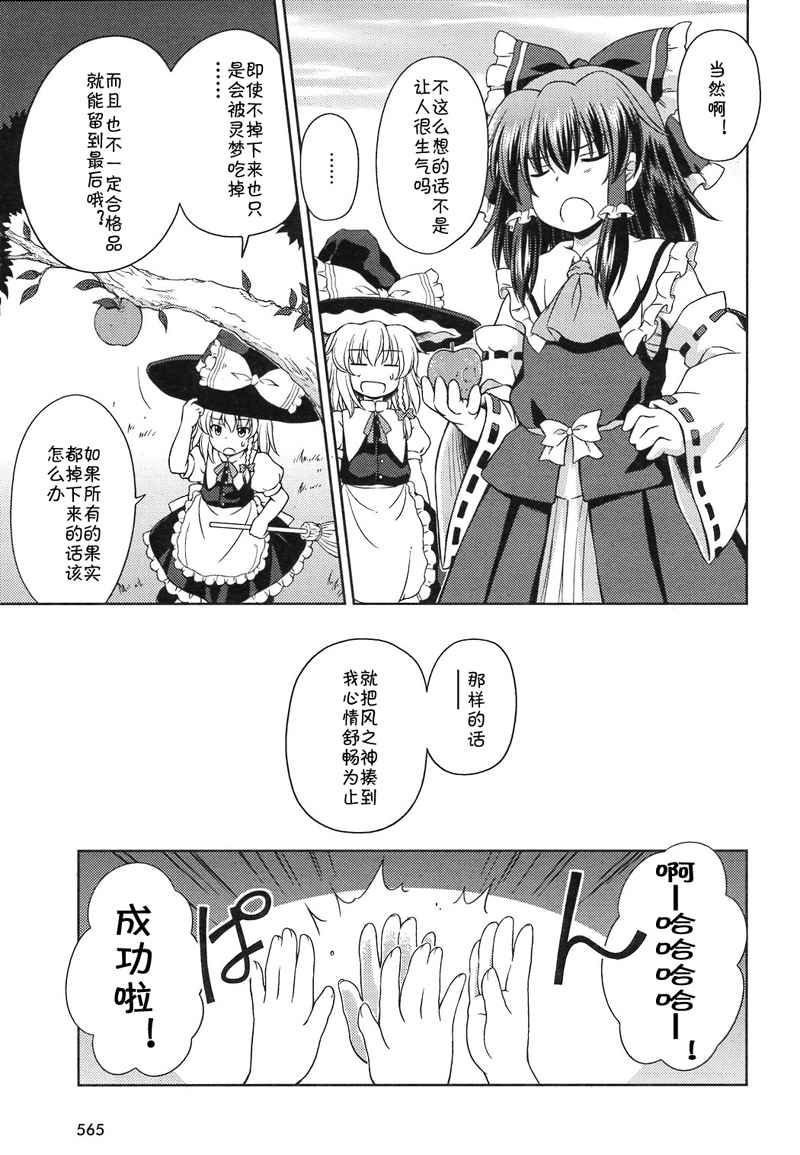 当然啊！
不这么想的话不是
让人很生气吗
……
即使不掉下来也只
是会被灵梦吃掉
……
而且也不一定合格品
就能留到最后哦？
如果所有的果实
都掉下来的话该
怎么办
那样的话
——
就把风之神揍到
我心情舒畅为止
啊—哈哈哈哈—！
ぱん
成功啦！
565